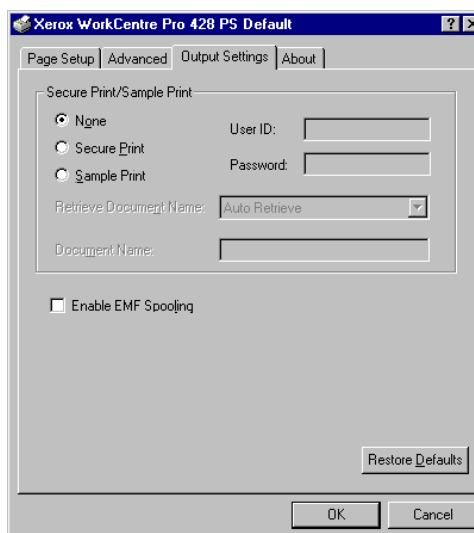 Xerox WorkCentre Pro 428 PS Default
Page Setup Advanced Output Settings About
Secure Print/Sample Print
None
User ID:
Secure Print
Password:
Sample Print
Retrieve Document Name: Auto Retrieve
Document Name:
Enable EMF Spooling
Restore Defaults
OK Cancel